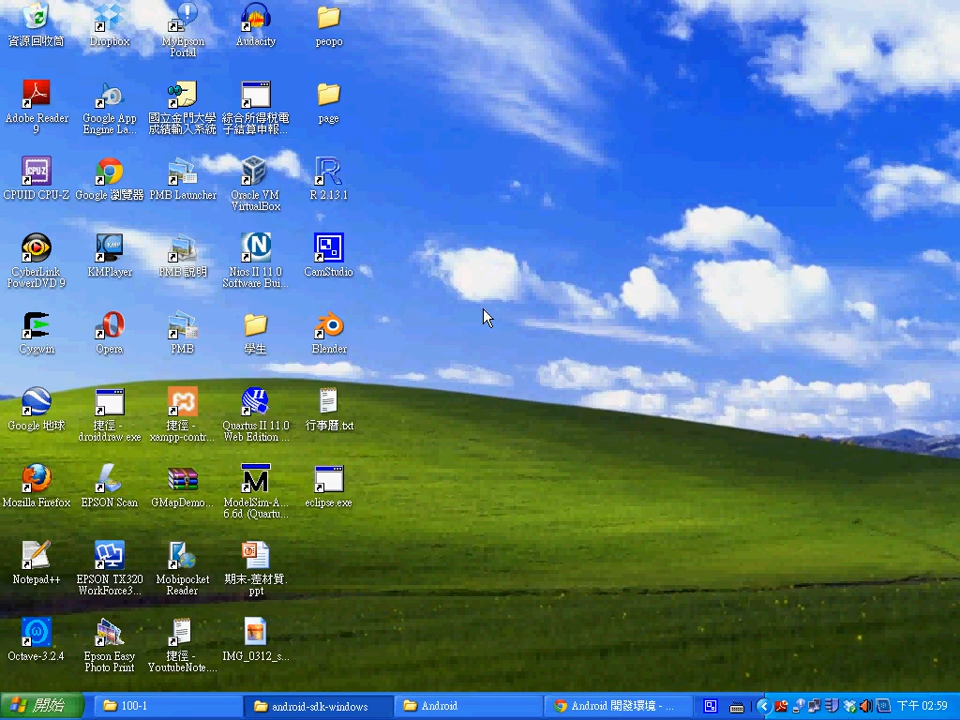 資源回收筒
Dropbox
MyEpson
Portal
Audacity
peopo
Adobe Reader
9
Google App
Engine La...
國立金門大學
成績輸入系統
綜合所得稅電
子結算申報...
page
CPUID CPU-Z
Google 瀏覽器
PMB Launcher
Oracle VM
VirtualBox
R 2.13.1
CyberLink
PowerDVD 9
KMPlayer
PMB 說明
Nios II 11.0
Software Bui...
CamStudio
Cygwin
Opera
PMB
學生
Blender
Google 地球
捷徑 -
droiddraw.exe
捷徑 -
xampp-contr...
Quartus II 11.0
Web Edition ...
行事曆.txt
Mozilla Firefox
EPSON Scan
GMapDemo...
ModelSim-A...
6.6d (Quartu...
eclipse.exe
Notepad++
EPSON TX320
WorkForce3...
Mobipocket
Reader
期末-差材質.
ppt
Octave-3.2.4
Epson Easy
Photo Print
捷徑 -
YoutubeNote....
IMG_0312_s...
開始
100-1
android-sdk-windows
Android
Android 開發環境 - ...
下午 02:59